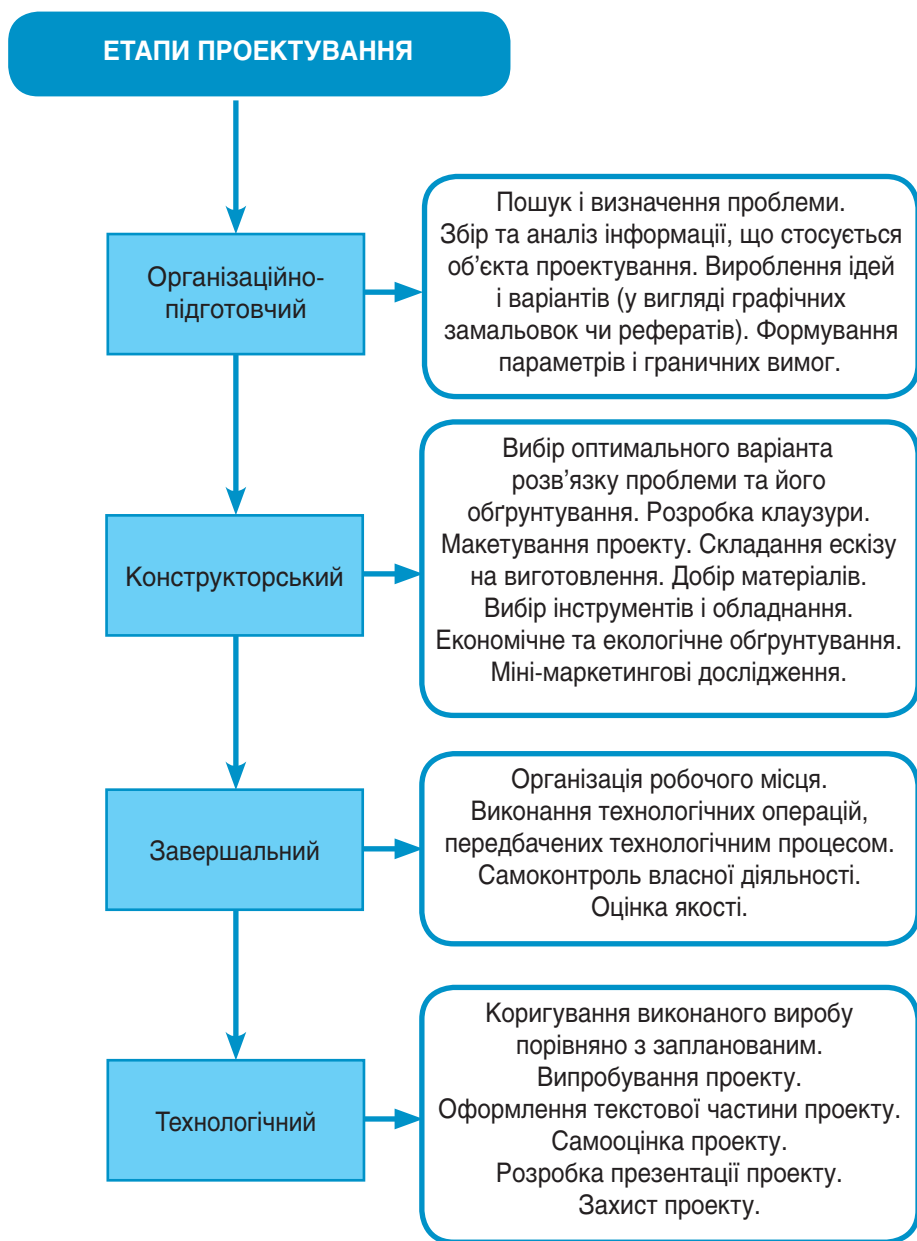 ЕТАПИ ПРОЕКТУВАННЯ
Організаційно-
підготовчий
Пошук і визначення проблеми.
Збір та аналіз інформації, що стосується
об’єкта проектування. Вироблення ідей
і варіантів (у вигляді графічних
замальовок чи рефератів). Формування
параметрів і граничних вимог.
Конструкторський
Вибір оптимального варіанта
розв’язку проблеми та його
обґрунтування. Розробка клаузури.
Макетування проекту. Складання ескізу
на виготовлення. Добір матеріалів.
Вибір інструментів і обладнання.
Економічне та екологічне обґрунтування.
Міні-маркетингові дослідження.
Завершальний
Організація робочого місця.
Виконання технологічних операцій,
передбачених технологічним процесом.
Самоконтроль власної діяльності.
Оцінка якості.
Технологічний
Коригування виконаного виробу
порівняно з запланованим.
Випробування проекту.
Оформлення текстової частини проекту.
Самооцінка проекту.
Розробка презентації проекту.
Захист проекту.